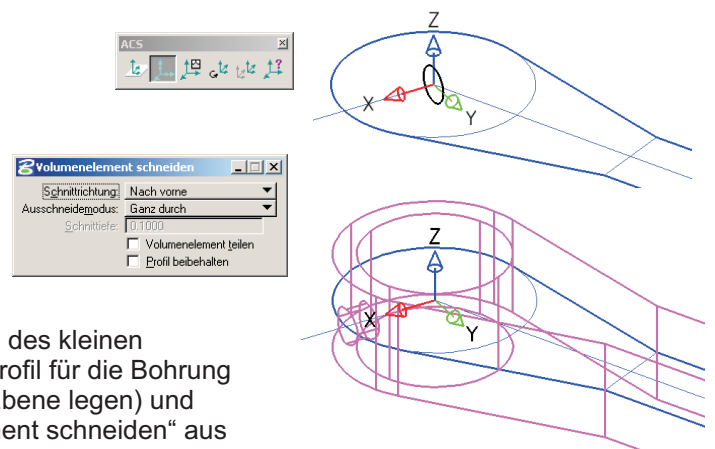 ACS
Z
X
Y
Volumenelement schneiden
Schnittrichtung: Nach vorne
Ausschneidemodus: Ganz durch
Schnitttiefe: 0.1000
Volumenelement teilen
Profil beibehalten
Z
X
Y
des kleinen
rofil für die Bohrung
bene legen) und
ent schneiden“ aus